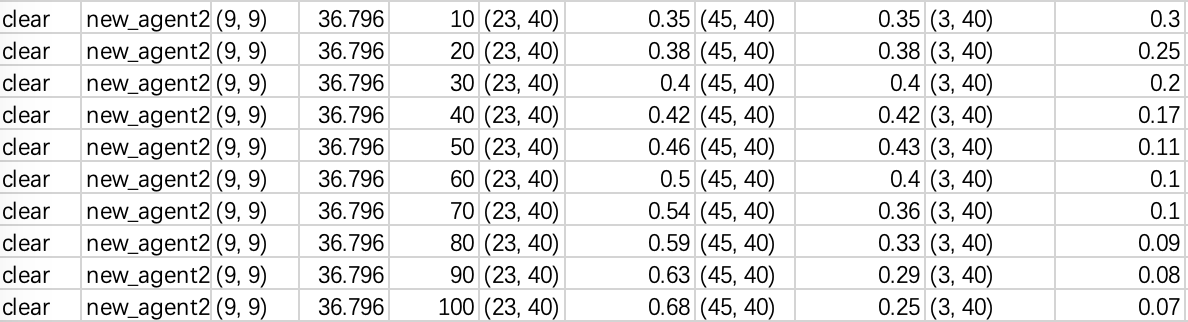 clear new_agent2 (9, 9) 36.796 10 (23, 40) 0.35 (45, 40) 0.35 (3, 40) 0.3
clear new_agent2 (9, 9) 36.796 20 (23, 40) 0.38 (45, 40) 0.38 (3, 40) 0.25
clear new_agent2 (9, 9) 36.796 30 (23, 40) 0.4 (45, 40) 0.4 (3, 40) 0.2
clear new_agent2 (9, 9) 36.796 40 (23, 40) 0.42 (45, 40) 0.42 (3, 40) 0.17
clear new_agent2 (9, 9) 36.796 50 (23, 40) 0.46 (45, 40) 0.43 (3, 40) 0.11
clear new_agent2 (9, 9) 36.796 60 (23, 40) 0.5 (45, 40) 0.4 (3, 40) 0.1
clear new_agent2 (9, 9) 36.796 70 (23, 40) 0.54 (45, 40) 0.36 (3, 40) 0.1
clear new_agent2 (9, 9) 36.796 80 (23, 40) 0.59 (45, 40) 0.33 (3, 40) 0.09
clear new_agent2 (9, 9) 36.796 90 (23, 40) 0.63 (45, 40) 0.29 (3, 40) 0.08
clear new_agent2 (9, 9) 36.796 100 (23, 40) 0.68 (45, 40) 0.25 (3, 40) 0.07